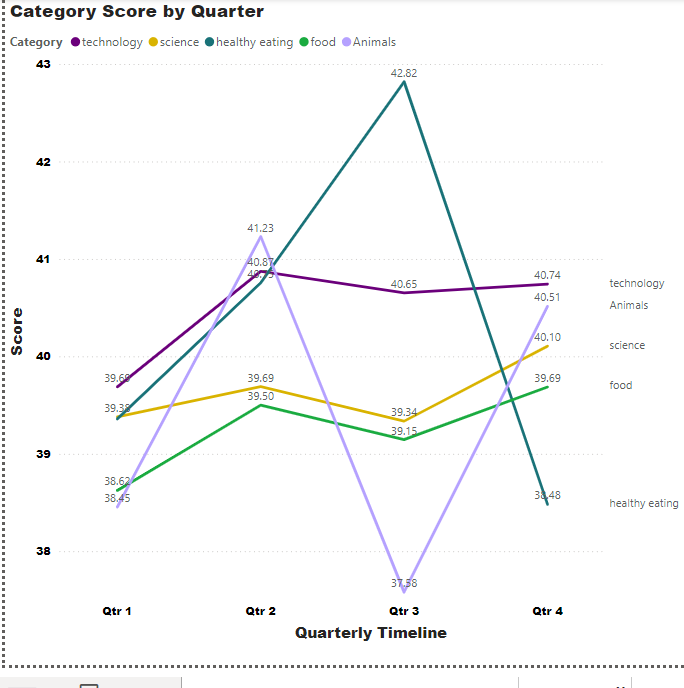 Category Score by Quarter
Category technology science healthy eating food Animals
43
42.82
42
41.23
41
40.87
40.65
40.74
technology
40.51
Animals
Score
40.10
science
40
39.69
39.69
39.69
food
39.50
39.34
39.15
39
38.62
38.45
38.48
healthy eating
38
37.58
Qtr 1 Qtr 2 Qtr 3 Qtr 4
Quarterly Timeline